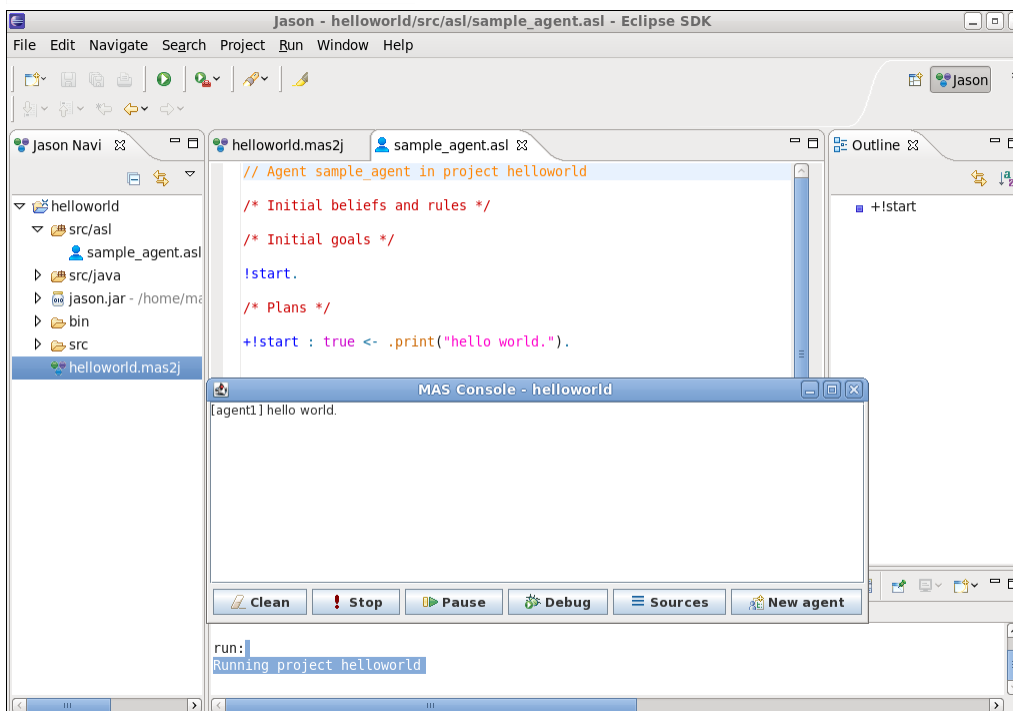 Jason - helloworld/src/asl/sample_agent.asl - Eclipse SDK
File Edit Navigate Search Project Run Window Help
Jason
Jason Navi
helloworld.mas2j
sample_agent.asl
Outline
helloworld
src/asl
sample_agent.asl
src/java
jason.jar - /home/ma
bin
src
helloworld.mas2j
// Agent sample_agent in project helloworld
/* Initial beliefs and rules */
/* Initial goals */
!start.
/* Plans */
+!start : true <- .print("hello world.").
+!start
MAS Console - helloworld
[agent1] hello world.
Clean Stop Pause Debug Sources New agent
run:
Running project helloworld